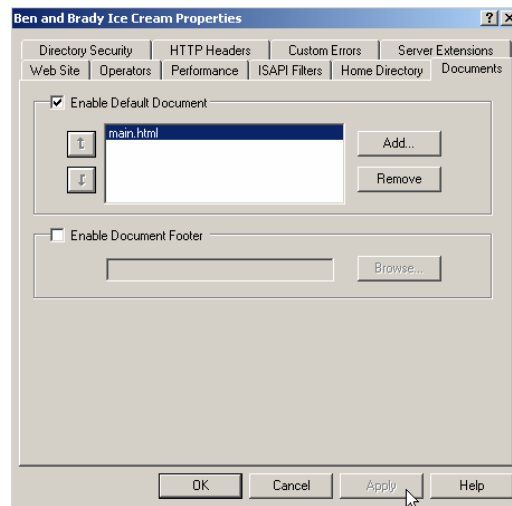 Ben and Brady Ice Cream Properties
Directory Security HTTP Headers Custom Errors Server Extensions
Web Site Operators Performance ISAPI Filters Home Directory Documents
Enable Default Document
main.html
Add...
Remove
Enable Document Footer
Browse...
OK Cancel Apply Help